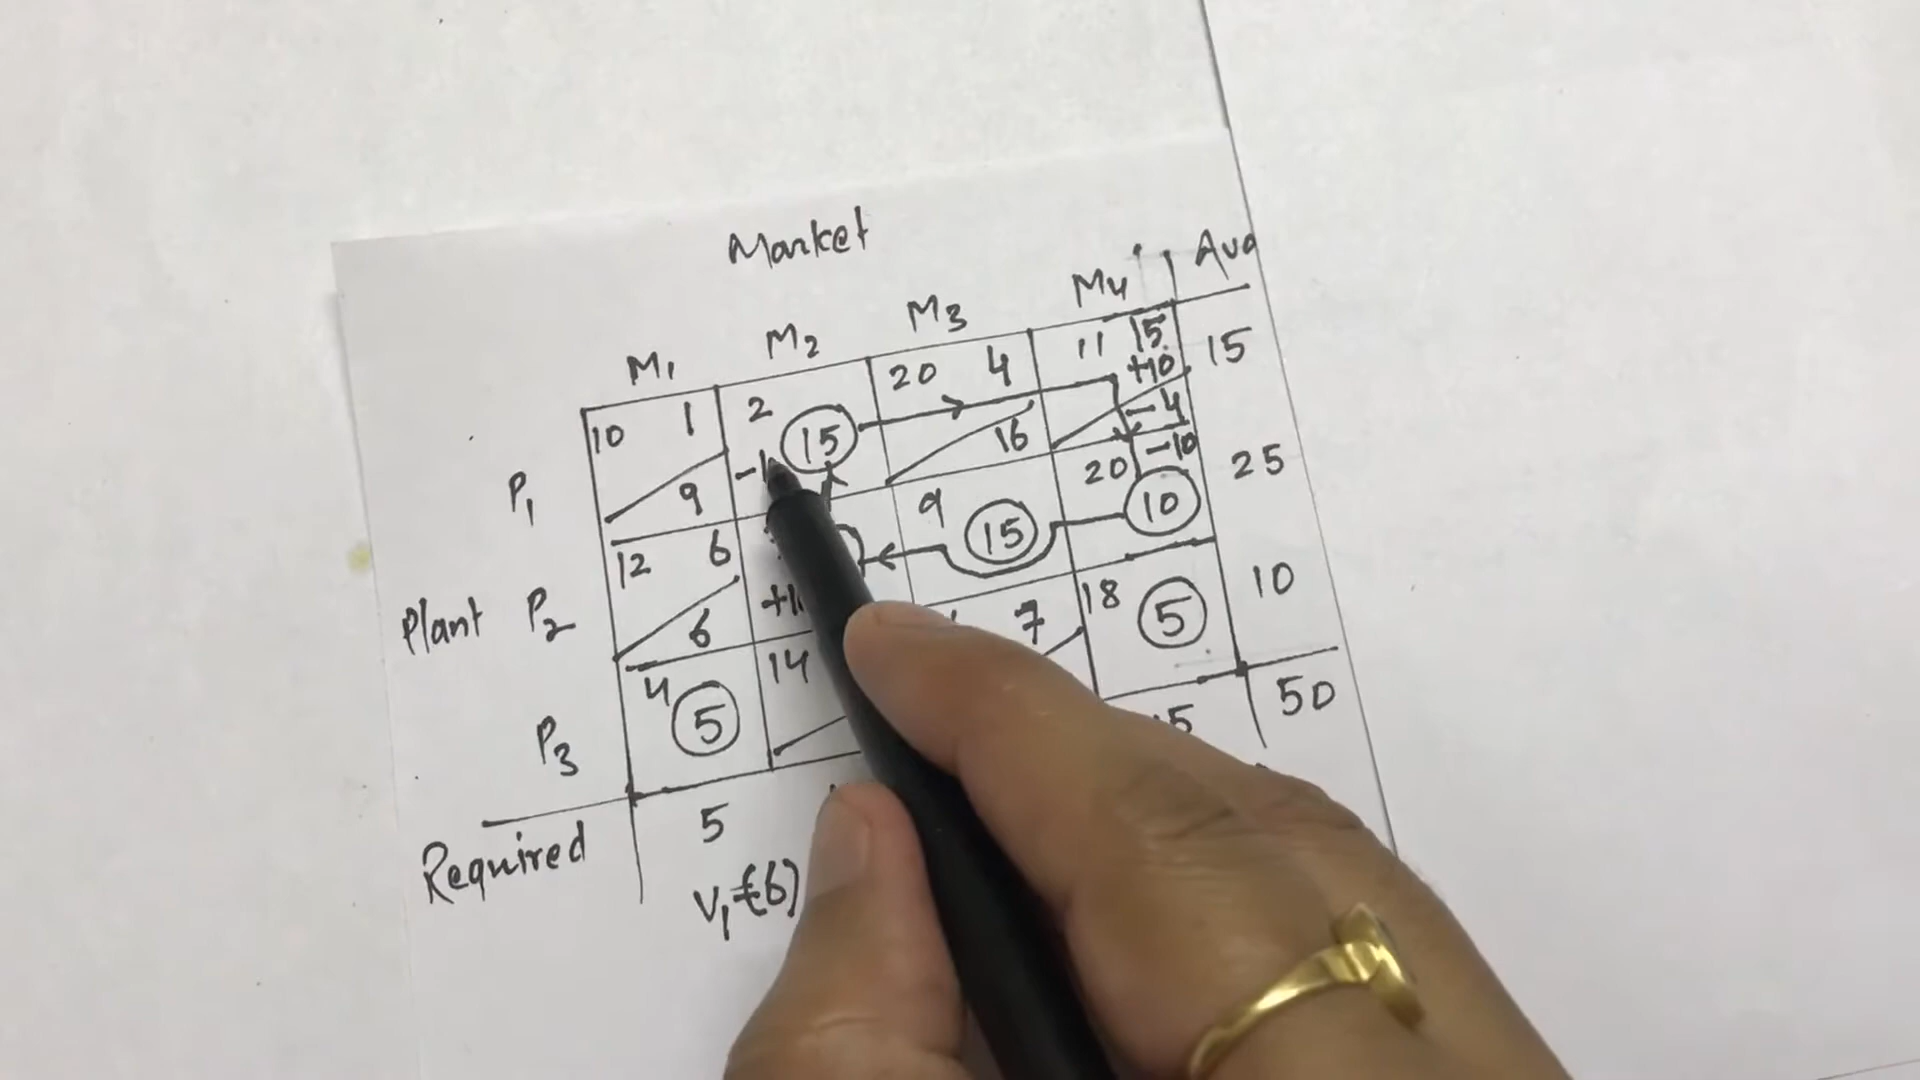 Market
M1 M2 M3 M4 Ava
10 1 2 20 4 11 15
P1 15 +10 15
9 16 -4
12 6 9 20 -10 25
Plant P2 15 10
6
4 14 7 18 10
P3 5 5
50
Required 5
V1=(6)